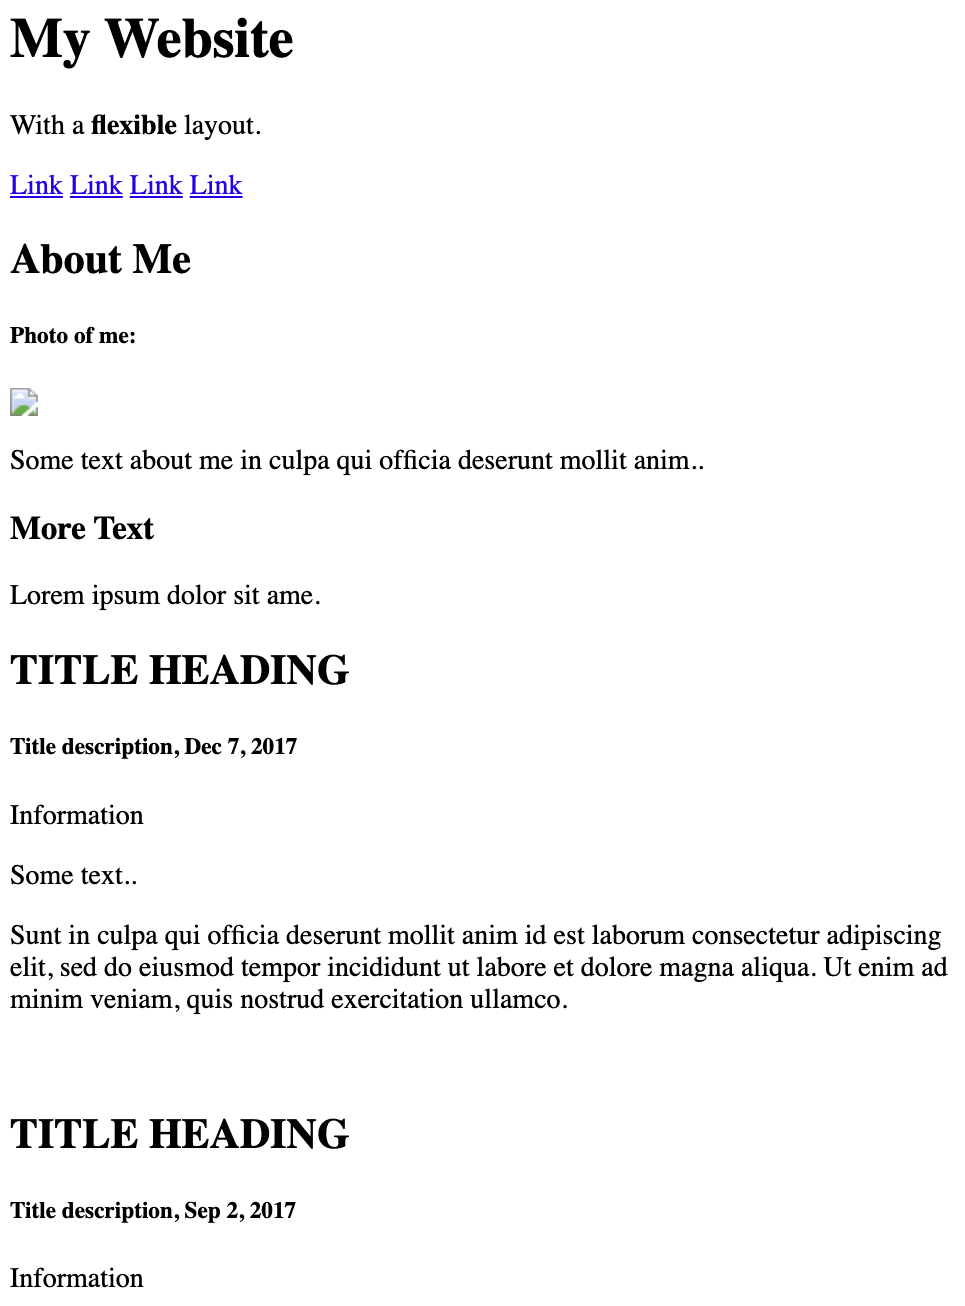 My Website
With a flexible layout.
Link Link Link Link
About Me
Photo of me:
Some text about me in culpa qui officia deserunt mollit anim..
More Text
Lorem ipsum dolor sit ame.
TITLE HEADING
Title description, Dec 7, 2017
Information
Some text..
Sunt in culpa qui officia deserunt mollit anim id est laborum consectetur adipiscing
elit, sed do eiusmod tempor incididunt ut labore et dolore magna aliqua. Ut enim ad
minim veniam, quis nostrud exercitation ullamco.
TITLE HEADING
Title description, Sep 2, 2017
Information